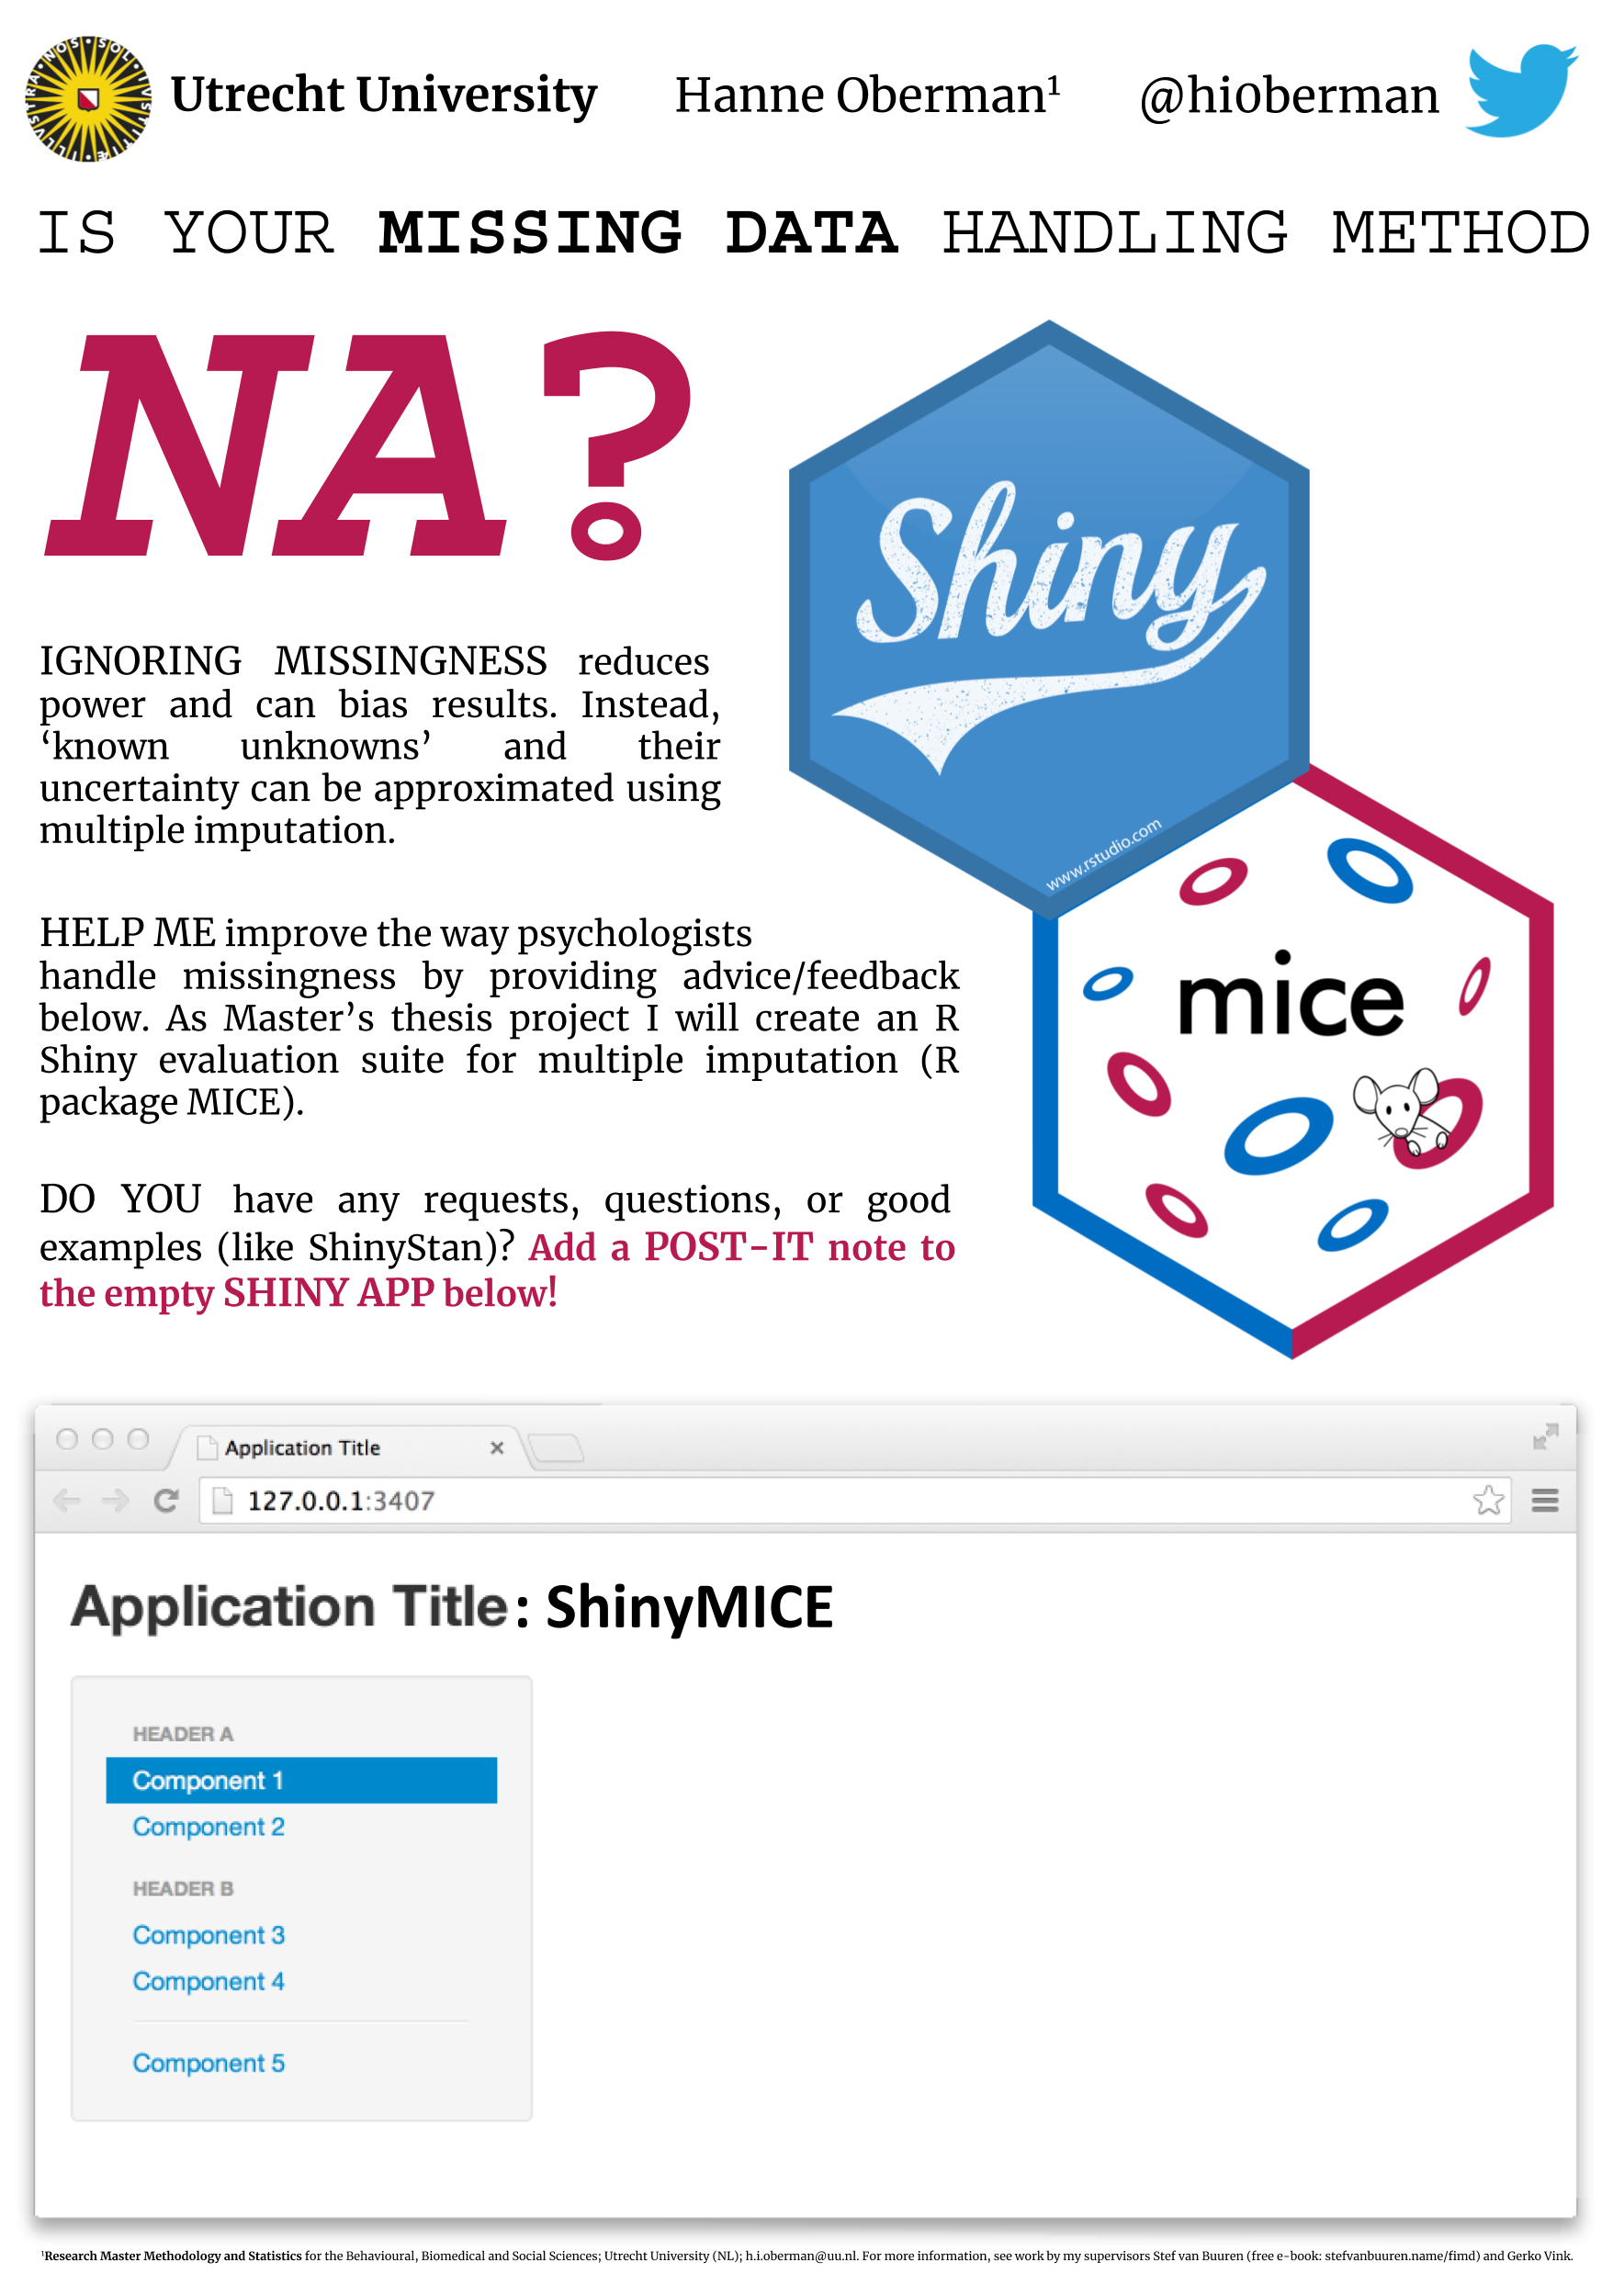 SOL IVSTITIÆ ILLVSTRA NOS
Utrecht University
Hanne Oberman¹
@hi0berman
IS YOUR MISSING DATA HANDLING METHOD
NA?
Shiny
www.rstudio.com
IGNORING MISSINGNESS reduces
power and can bias results. Instead,
‘known unknowns’ and their
uncertainty can be approximated using
multiple imputation.
mice
HELP ME improve the way psychologists
handle missingness by providing advice/feedback
below. As Master’s thesis project I will create an R
Shiny evaluation suite for multiple imputation (R
package MICE).
DO YOU have any requests, questions, or good
examples (like ShinyStan)? Add a POST-IT note to
the empty SHINY APP below!
Application Title
127.0.0.1:3407
Application Title: ShinyMICE
HEADER A
Component 1
Component 2
HEADER B
Component 3
Component 4
Component 5
¹Research Master Methodology and Statistics for the Behavioural, Biomedical and Social Sciences; Utrecht University (NL); h.i.oberman@uu.nl. For more information, see work by my supervisors Stef van Buuren (free e-book: stefvanbuuren.name/fimd) and Gerko Vink.